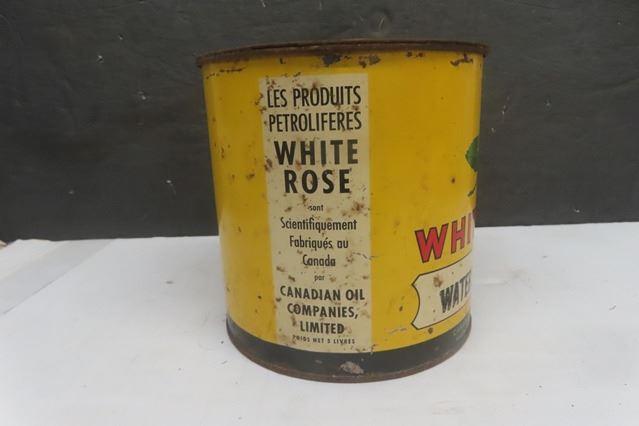 LES PRODUITS
PETROLIFERES
WHITE
ROSE
sont
Scientifiquement
Fabriqués au
Canada
par
CANADIAN OIL
COMPANIES,
LIMITED
POIDS NET 5 LIVRES
WHI
WATE